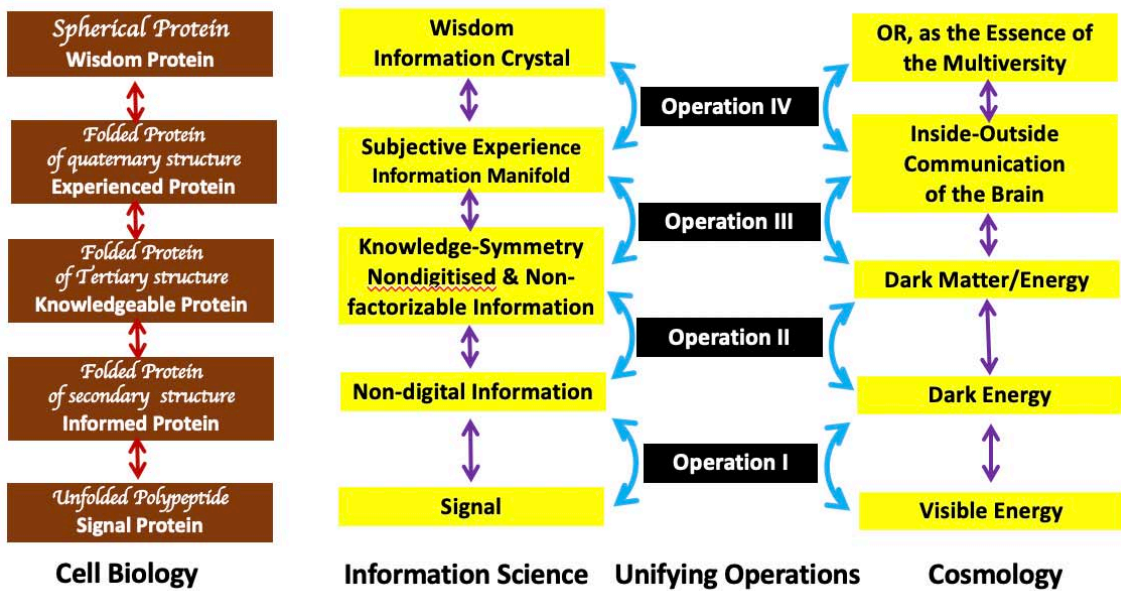 Spherical Protein
Wisdom Protein
Folded Protein
of quaternary structure
Experienced Protein
Folded Protein
of Tertiary structure
Knowledgeable Protein
Folded Protein
of secondary structure
Informed Protein
Unfolded Polypeptide
Signal Protein
Cell Biology
Wisdom
Information Crystal
Subjective Experience
Information Manifold
Knowledge-Symmetry
Nondigitised & Non-
factorizable Information
Non-digital Information
Signal
Information Science
Operation IV
Operation III
Operation II
Operation I
Unifying Operations
OR, as the Essence of
the Multiversity
Inside-Outside
Communication
of the Brain
Dark Matter/Energy
Dark Energy
Visible Energy
Cosmology